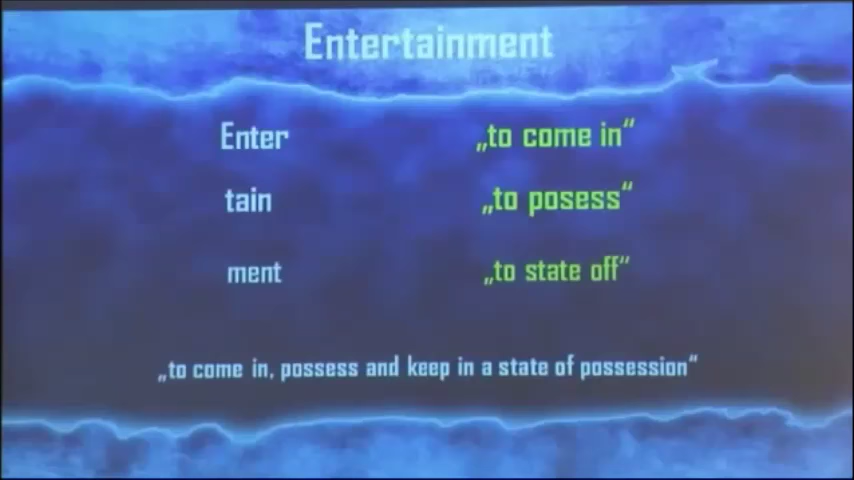 Entertainment
Enter „to come in“
tain „to posess“
ment „to state off“
„to come in, possess and keep in a state of possession“